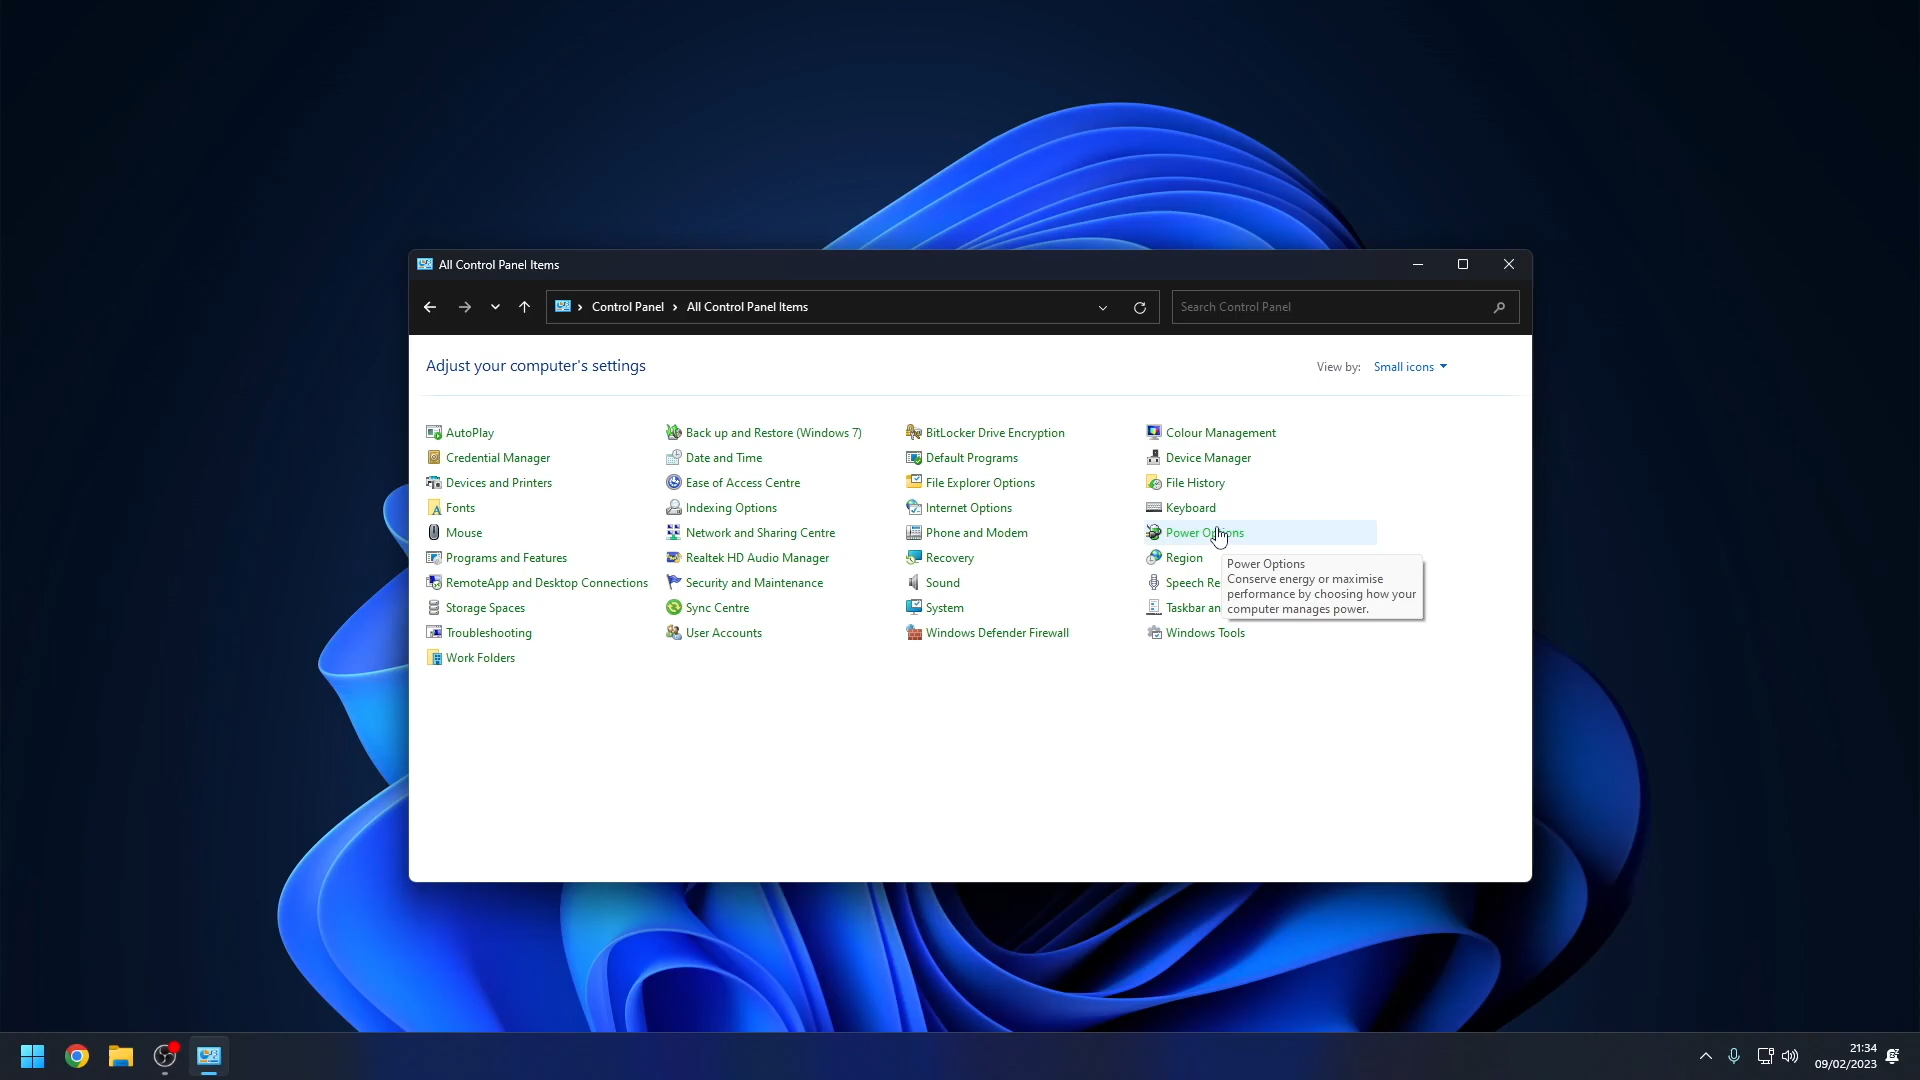 All Control Panel Items
Control Panel › All Control Panel Items
Search Control Panel
Adjust your computer's settings
View by: Small icons
AutoPlay
Back up and Restore (Windows 7)
BitLocker Drive Encryption
Colour Management
Credential Manager
Date and Time
Default Programs
Device Manager
Devices and Printers
Ease of Access Centre
File Explorer Options
File History
Fonts
Indexing Options
Internet Options
Keyboard
Mouse
Network and Sharing Centre
Phone and Modem
Power Options
Programs and Features
Realtek HD Audio Manager
Recovery
Region
RemoteApp and Desktop Connections
Security and Maintenance
Sound
Speech Re
Storage Spaces
Sync Centre
System
Taskbar an
Troubleshooting
User Accounts
Windows Defender Firewall
Windows Tools
Work Folders
Power Options
Conserve energy or maximise
performance by choosing how your
computer manages power.
21:34
09/02/2023